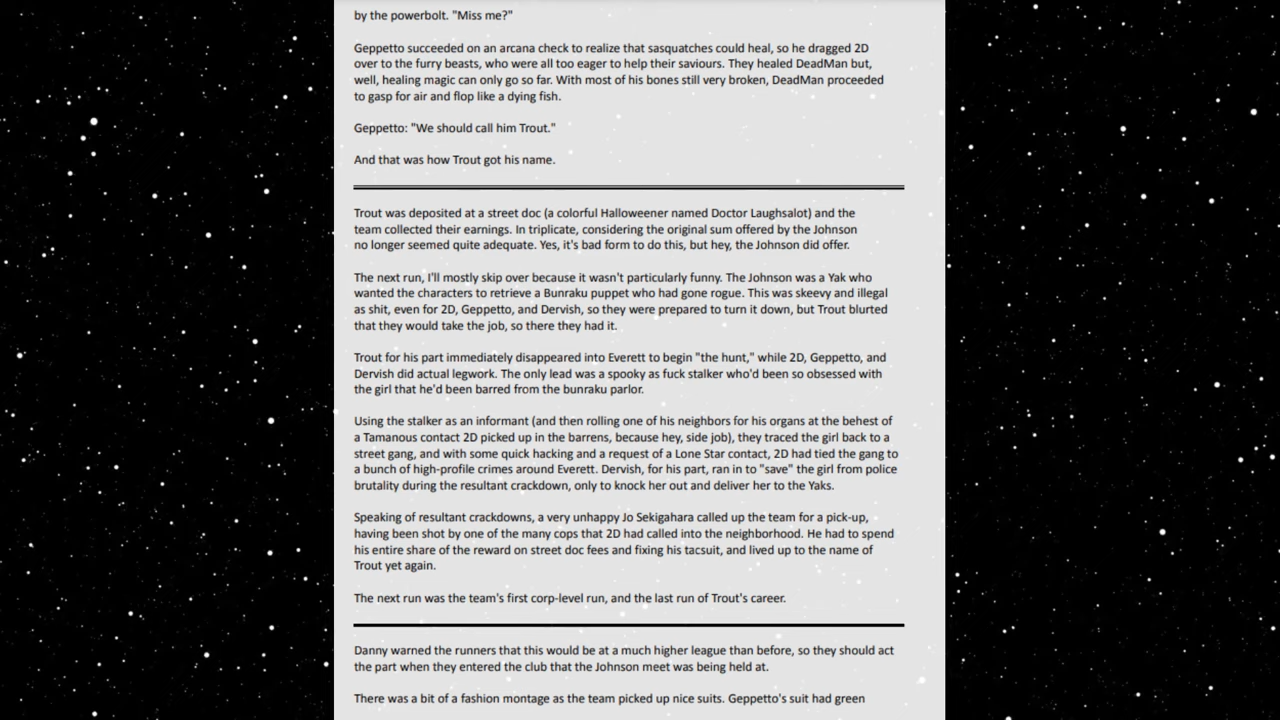 by the powerbolt. "Miss me?"
Geppetto succeeded on an arcana check to realize that sasquatches could heal, so he dragged 2D
over to the furry beasts, who were all too eager to help their saviours. They healed DeadMan but,
well, healing magic can only go so far. With most of his bones still very broken, DeadMan proceeded
to gasp for air and flop like a dying fish.
Geppetto: "We should call him Trout."
And that was how Trout got his name.
Trout was deposited at a street doc (a colorful Halloweener named Doctor Laughsalot) and the
team collected their earnings. In triplicate, considering the original sum offered by the Johnson
no longer seemed quite adequate. Yes, it's bad form to do this, but hey, the Johnson did offer.
The next run, I'll mostly skip over because it wasn't particularly funny. The Johnson was a Yak who
wanted the characters to retrieve a Bunraku puppet who had gone rogue. This was skeevy and illegal
as shit, even for 2D, Geppetto, and Dervish, so they were prepared to turn it down, but Trout blurted
that they would take the job, so there they had it.
Trout for his part immediately disappeared into Everett to begin "the hunt," while 2D, Geppetto, and
Dervish did actual legwork. The only lead was a spooky as fuck stalker who'd been so obsessed with
the girl that he'd been barred from the bunraku parlor.
Using the stalker as an informant (and then rolling one of his neighbors for his organs at the behest of
a Tamanous contact 2D picked up in the barrens, because hey, side job), they traced the girl back to a
street gang, and with some quick hacking and a request of a Lone Star contact, 2D had tied the gang to
a bunch of high-profile crimes around Everett. Dervish, for his part, ran in to "save" the girl from police
brutality during the resultant crackdown, only to knock her out and deliver her to the Yaks.
Speaking of resultant crackdowns, a very unhappy Jo Sekigahara called up the team for a pick-up,
having been shot by one of the many cops that 2D had called into the neighborhood. He had to spend
his entire share of the reward on street doc fees and fixing his tacsuit, and lived up to the name of
Trout yet again.
The next run was the team's first corp-level run, and the last run of Trout's career.
Danny warned the runners that this would be at a much higher league than before, so they should act
the part when they entered the club that the Johnson meet was being held at.
There was a bit of a fashion montage as the team picked up nice suits. Geppetto's suit had green